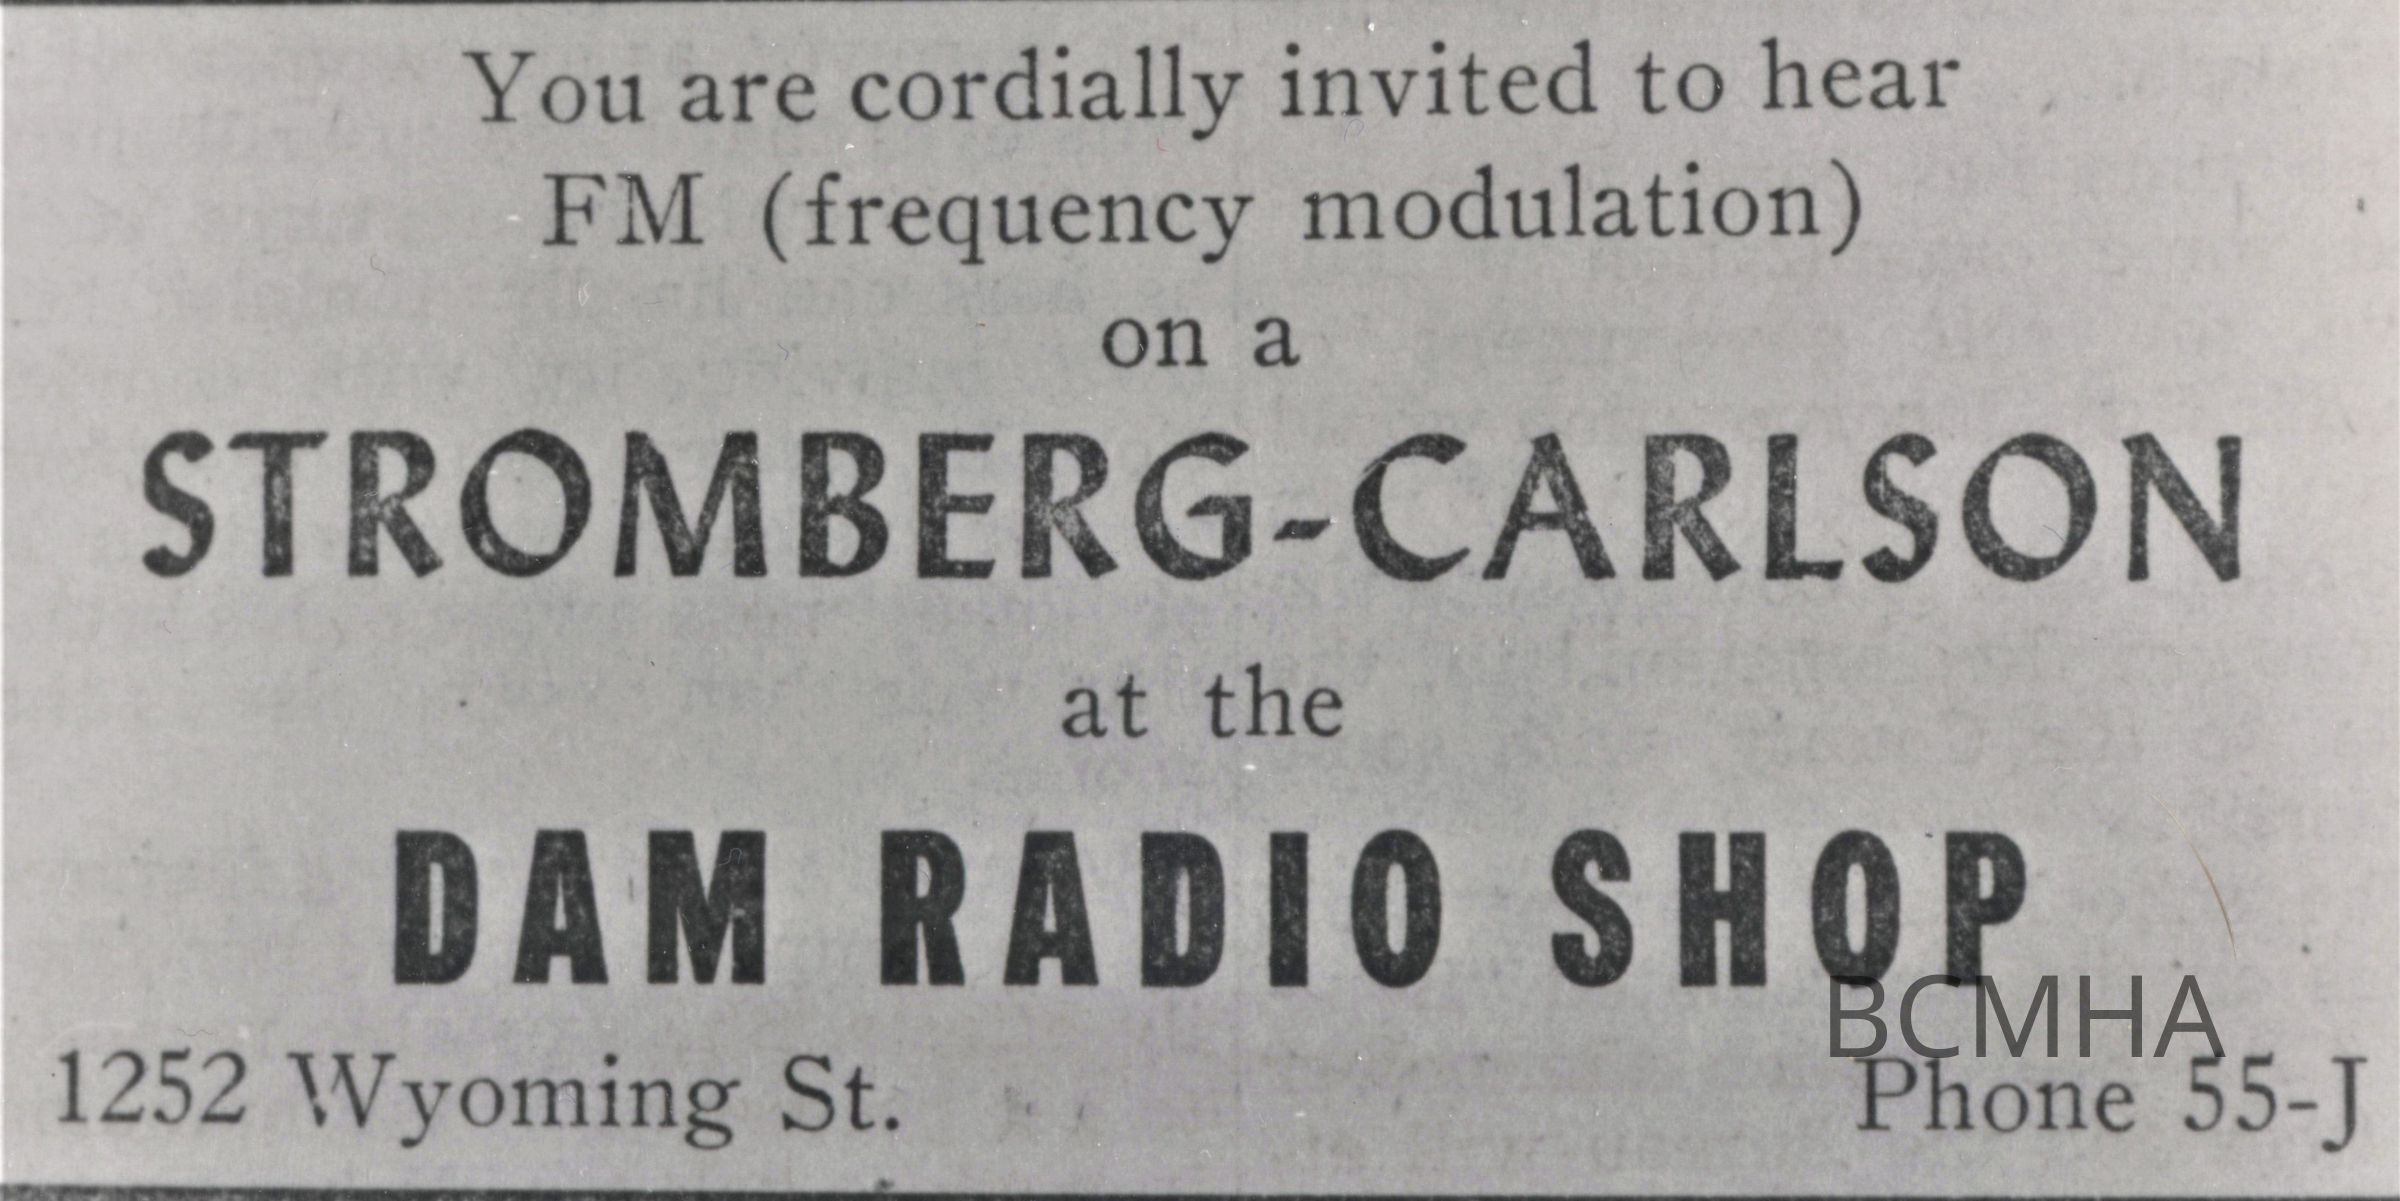 You are cordially invited to hear
FM (frequency modulation)
on a
STROMBERG-CARLSON
at the
DAM RADIO SHOP
BCMHA
1252 Wyoming St. Phone 55-J